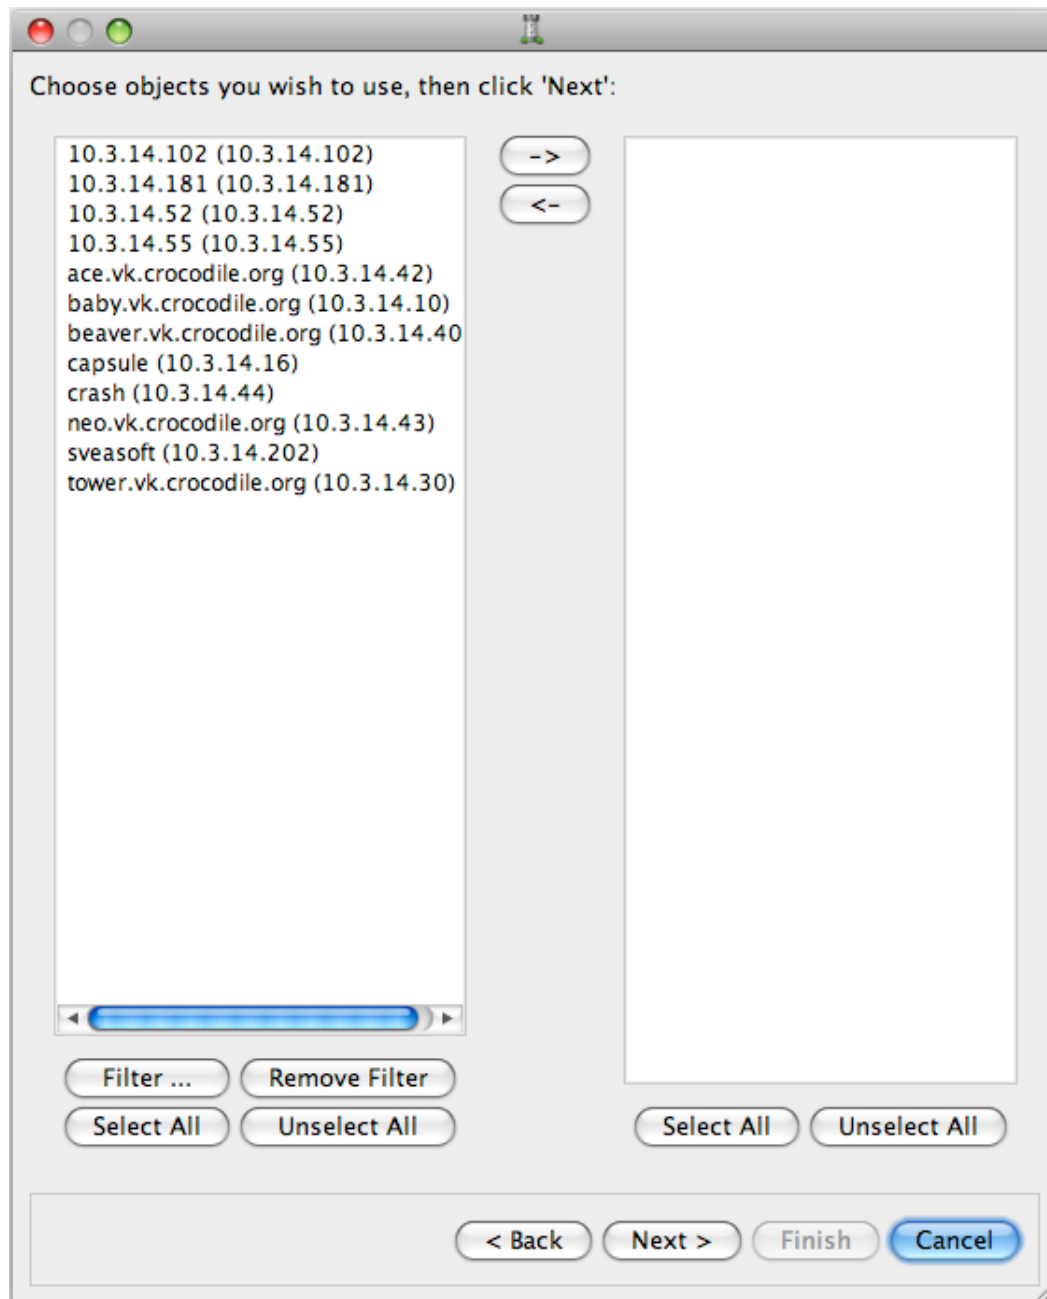 Choose objects you wish to use, then click 'Next':
10.3.14.102 (10.3.14.102)
10.3.14.181 (10.3.14.181)
10.3.14.52 (10.3.14.52)
10.3.14.55 (10.3.14.55)
ace.vk.crocodile.org (10.3.14.42)
baby.vk.crocodile.org (10.3.14.10)
beaver.vk.crocodile.org (10.3.14.40
capsule (10.3.14.16)
crash (10.3.14.44)
neo.vk.crocodile.org (10.3.14.43)
sveasoft (10.3.14.202)
tower.vk.crocodile.org (10.3.14.30)
->
<-
Filter ... Remove Filter
Select All Unselect All
Select All Unselect All
< Back Next > Finish Cancel